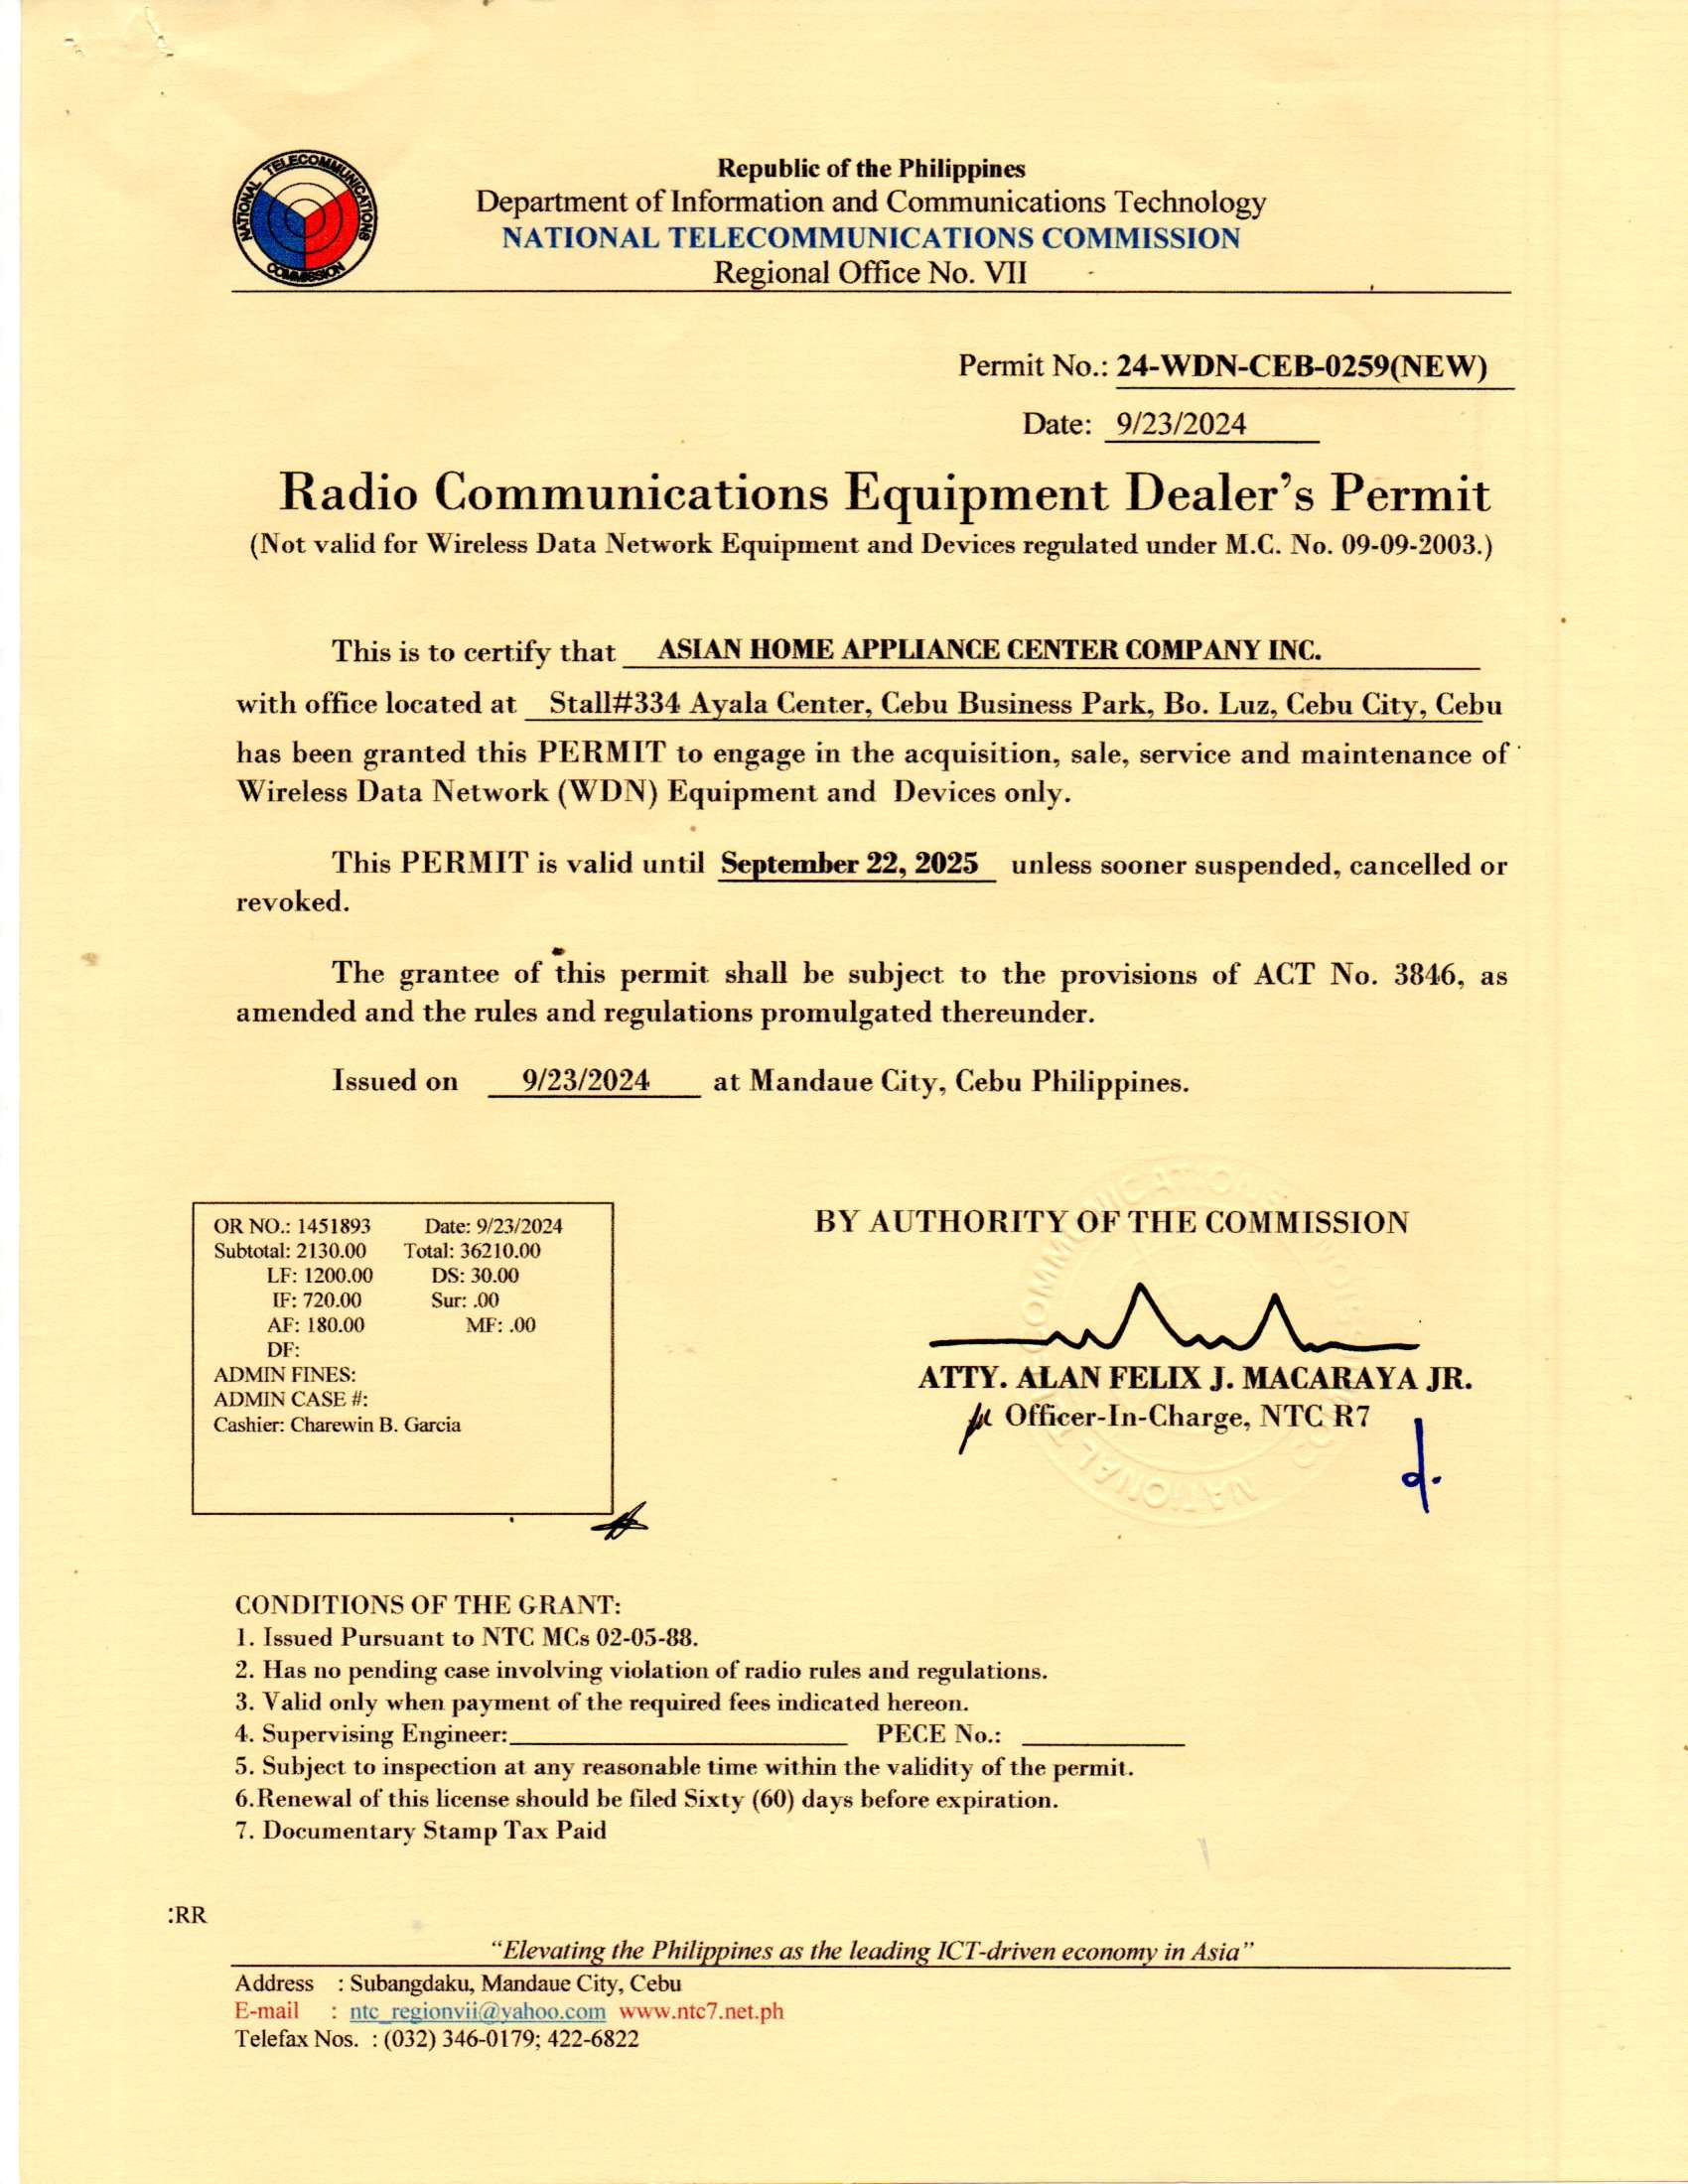 NATIONAL TELECOMMUNICATIONS COMMISSION
Republic of the Philippines
Department of Information and Communications Technology
NATIONAL TELECOMMUNICATIONS COMMISSION
Regional Office No. VII
Permit No.: 24-WDN-CEB-0259(NEW)
Date: 9/23/2024
Radio Communications Equipment Dealer's Permit
(Not valid for Wireless Data Network Equipment and Devices regulated under M.C. No. 09-09-2003.)
This is to certify that ASIAN HOME APPLIANCE CENTER COMPANY INC.
with office located at Stall#334 Ayala Center, Cebu Business Park, Bo. Luz, Cebu City, Cebu
has been granted this PERMIT to engage in the acquisition, sale, service and maintenance of
Wireless Data Network (WDN) Equipment and Devices only.
This PERMIT is valid until September 22, 2025 unless sooner suspended, cancelled or
revoked.
The grantee of this permit shall be subject to the provisions of ACT No. 3846, as
amended and the rules and regulations promulgated thereunder.
Issued on 9/23/2024 at Mandaue City, Cebu Philippines.
OR NO.: 1451893 Date: 9/23/2024
Subtotal: 2130.00 Total: 36210.00
LF: 1200.00 DS: 30.00
IF: 720.00 Sur: .00
AF: 180.00 MF: .00
DF:
ADMIN FINES:
ADMIN CASE #:
Cashier: Charewin B. Garcia
BY AUTHORITY OF THE COMMISSION
ATTY. ALAN FELIX J. MACARAYA JR.
Officer-In-Charge, NTC R7
CONDITIONS OF THE GRANT:
1. Issued Pursuant to NTC MCs 02-05-88.
2. Has no pending case involving violation of radio rules and regulations.
3. Valid only when payment of the required fees indicated hereon.
4. Supervising Engineer: PECE No.:
5. Subject to inspection at any reasonable time within the validity of the permit.
6.Renewal of this license should be filed Sixty (60) days before expiration.
7. Documentary Stamp Tax Paid
:RR
"Elevating the Philippines as the leading ICT-driven economy in Asia"
Address : Subangdaku, Mandaue City, Cebu
E-mail : ntc_regionvii@yahoo.com www.ntc7.net.ph
Telefax Nos. : (032) 346-0179; 422-6822